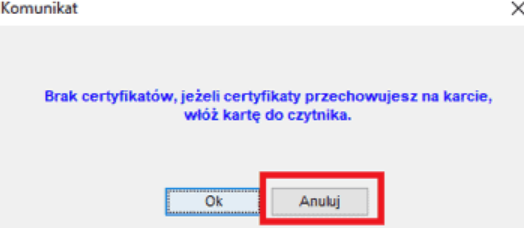 Komunikat
Brak certyfikatów, jeżeli certyfikaty przechowujesz na karcie,
włóż kartę do czytnika.
Ok Anuluj